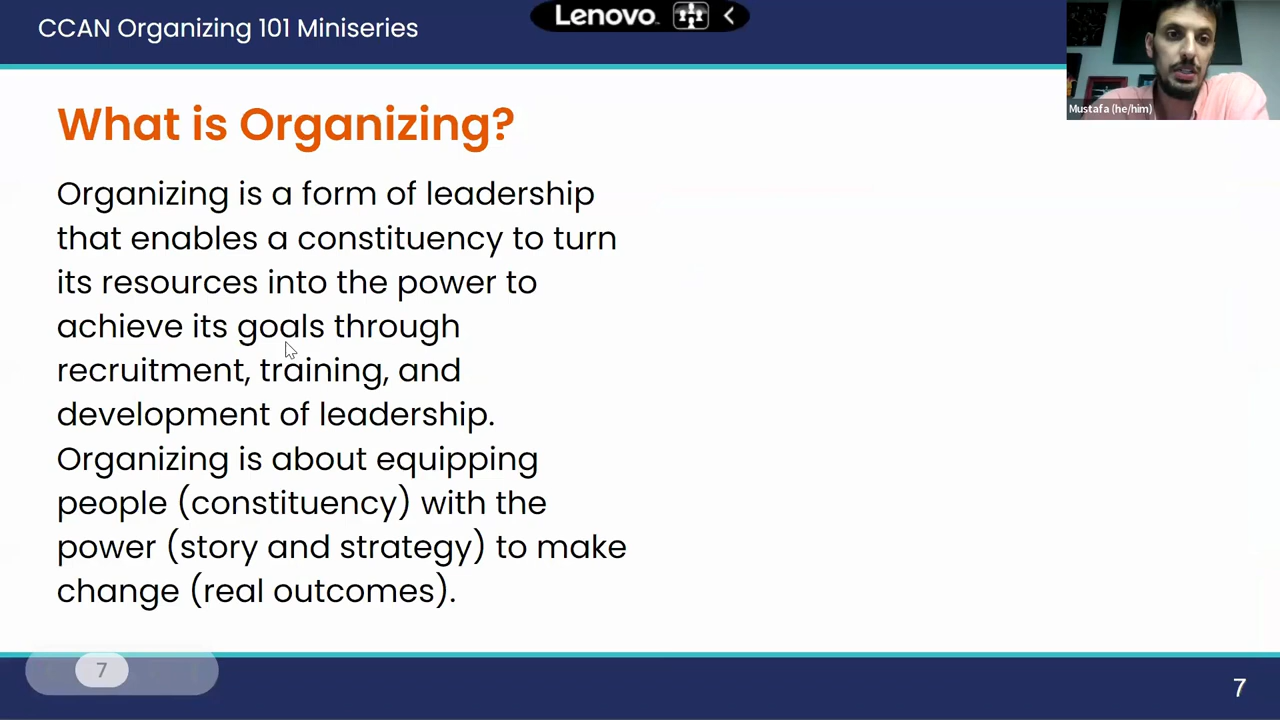 CCAN Organizing 101 Miniseries
Lenovo
Mustafa (he/him)
What is Organizing?
Organizing is a form of leadership
that enables a constituency to turn
its resources into the power to
achieve its goals through
recruitment, training, and
development of leadership.
Organizing is about equipping
people (constituency) with the
power (story and strategy) to make
change (real outcomes).
7
7